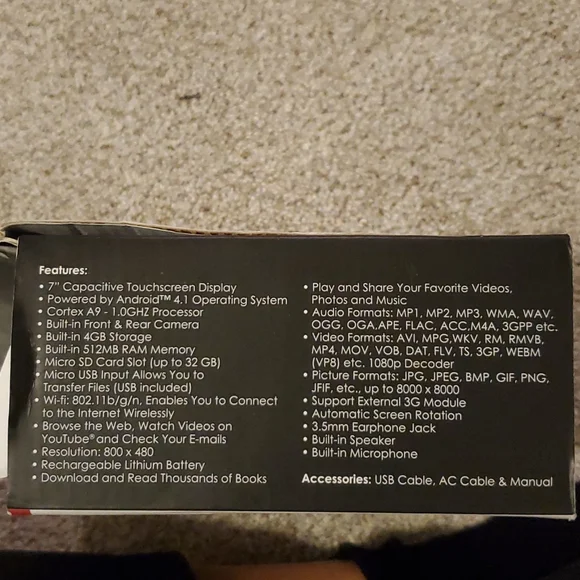 Features:
• 7" Capacitive Touchscreen Display
• Powered by Android™ 4.1 Operating System
• Cortex A9 - 1.0GHZ Processor
• Built-in Front & Rear Camera
• Built-in 4GB Storage
• Built-in 512MB RAM Memory
• Micro SD Card Slot (up to 32 GB)
• Micro USB Input Allows You to
Transfer Files (USB included)
• Wi-fi: 802.11b/g/n, Enables You to Connect
to the Internet Wirelessly
• Browse the Web, Watch Videos on
YouTube® and Check Your E-mails
• Resolution: 800 x 480
• Rechargeable Lithium Battery
• Download and Read Thousands of Books
• Play and Share Your Favorite Videos,
Photos and Music
• Audio Formats: MP1, MP2, MP3, WMA, WAV,
OGG, OGA,APE, FLAC, ACC,M4A, 3GPP etc.
• Video Formats: AVI, MPG,WKV, RM, RMVB,
MP4, MOV, VOB, DAT, FLV, TS, 3GP, WEBM
(VP8) etc. 1080p Decoder
• Picture Formats: JPG, JPEG, BMP, GIF, PNG,
JFIF, etc., up to 8000 x 8000
• Support External 3G Module
• Automatic Screen Rotation
• 3.5mm Earphone Jack
• Built-in Speaker
• Built-in Microphone
Accessories: USB Cable, AC Cable & Manual